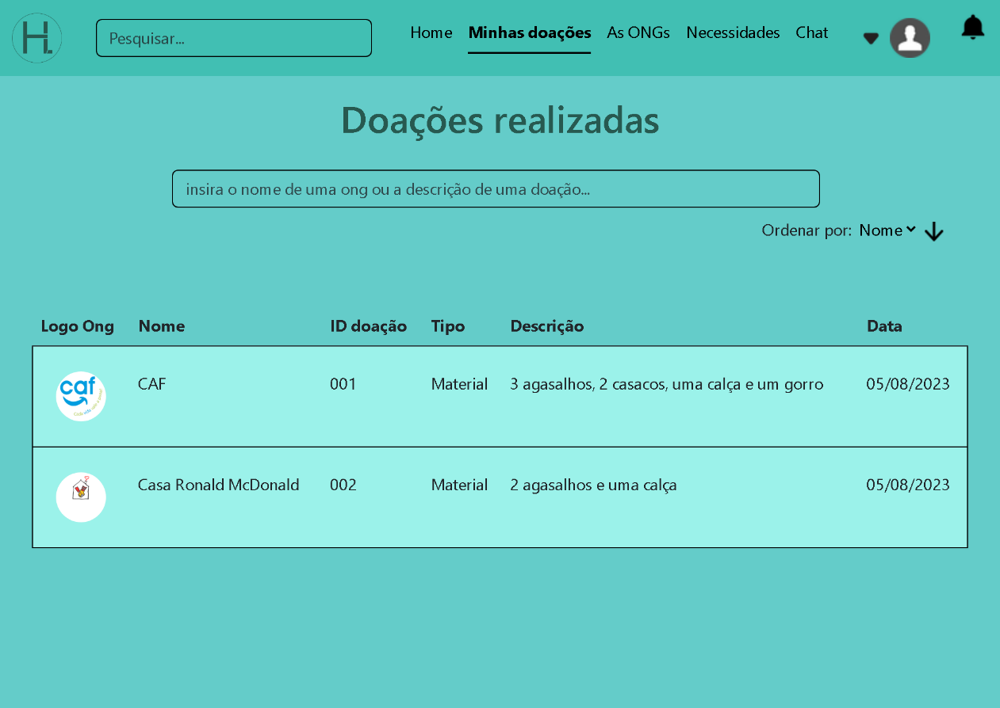 H.
Pesquisar...
Home
Minhas doações
As ONGs
Necessidades
Chat
Doações realizadas
insira o nome de uma ong ou a descrição de uma doação...
Ordenar por: Nome
Logo Ong Nome ID doação Tipo Descrição Data
caf
CAF 001 Material 3 agasalhos, 2 casacos, uma calça e um gorro 05/08/2023
Casa Ronald McDonald 002 Material 2 agasalhos e uma calça 05/08/2023